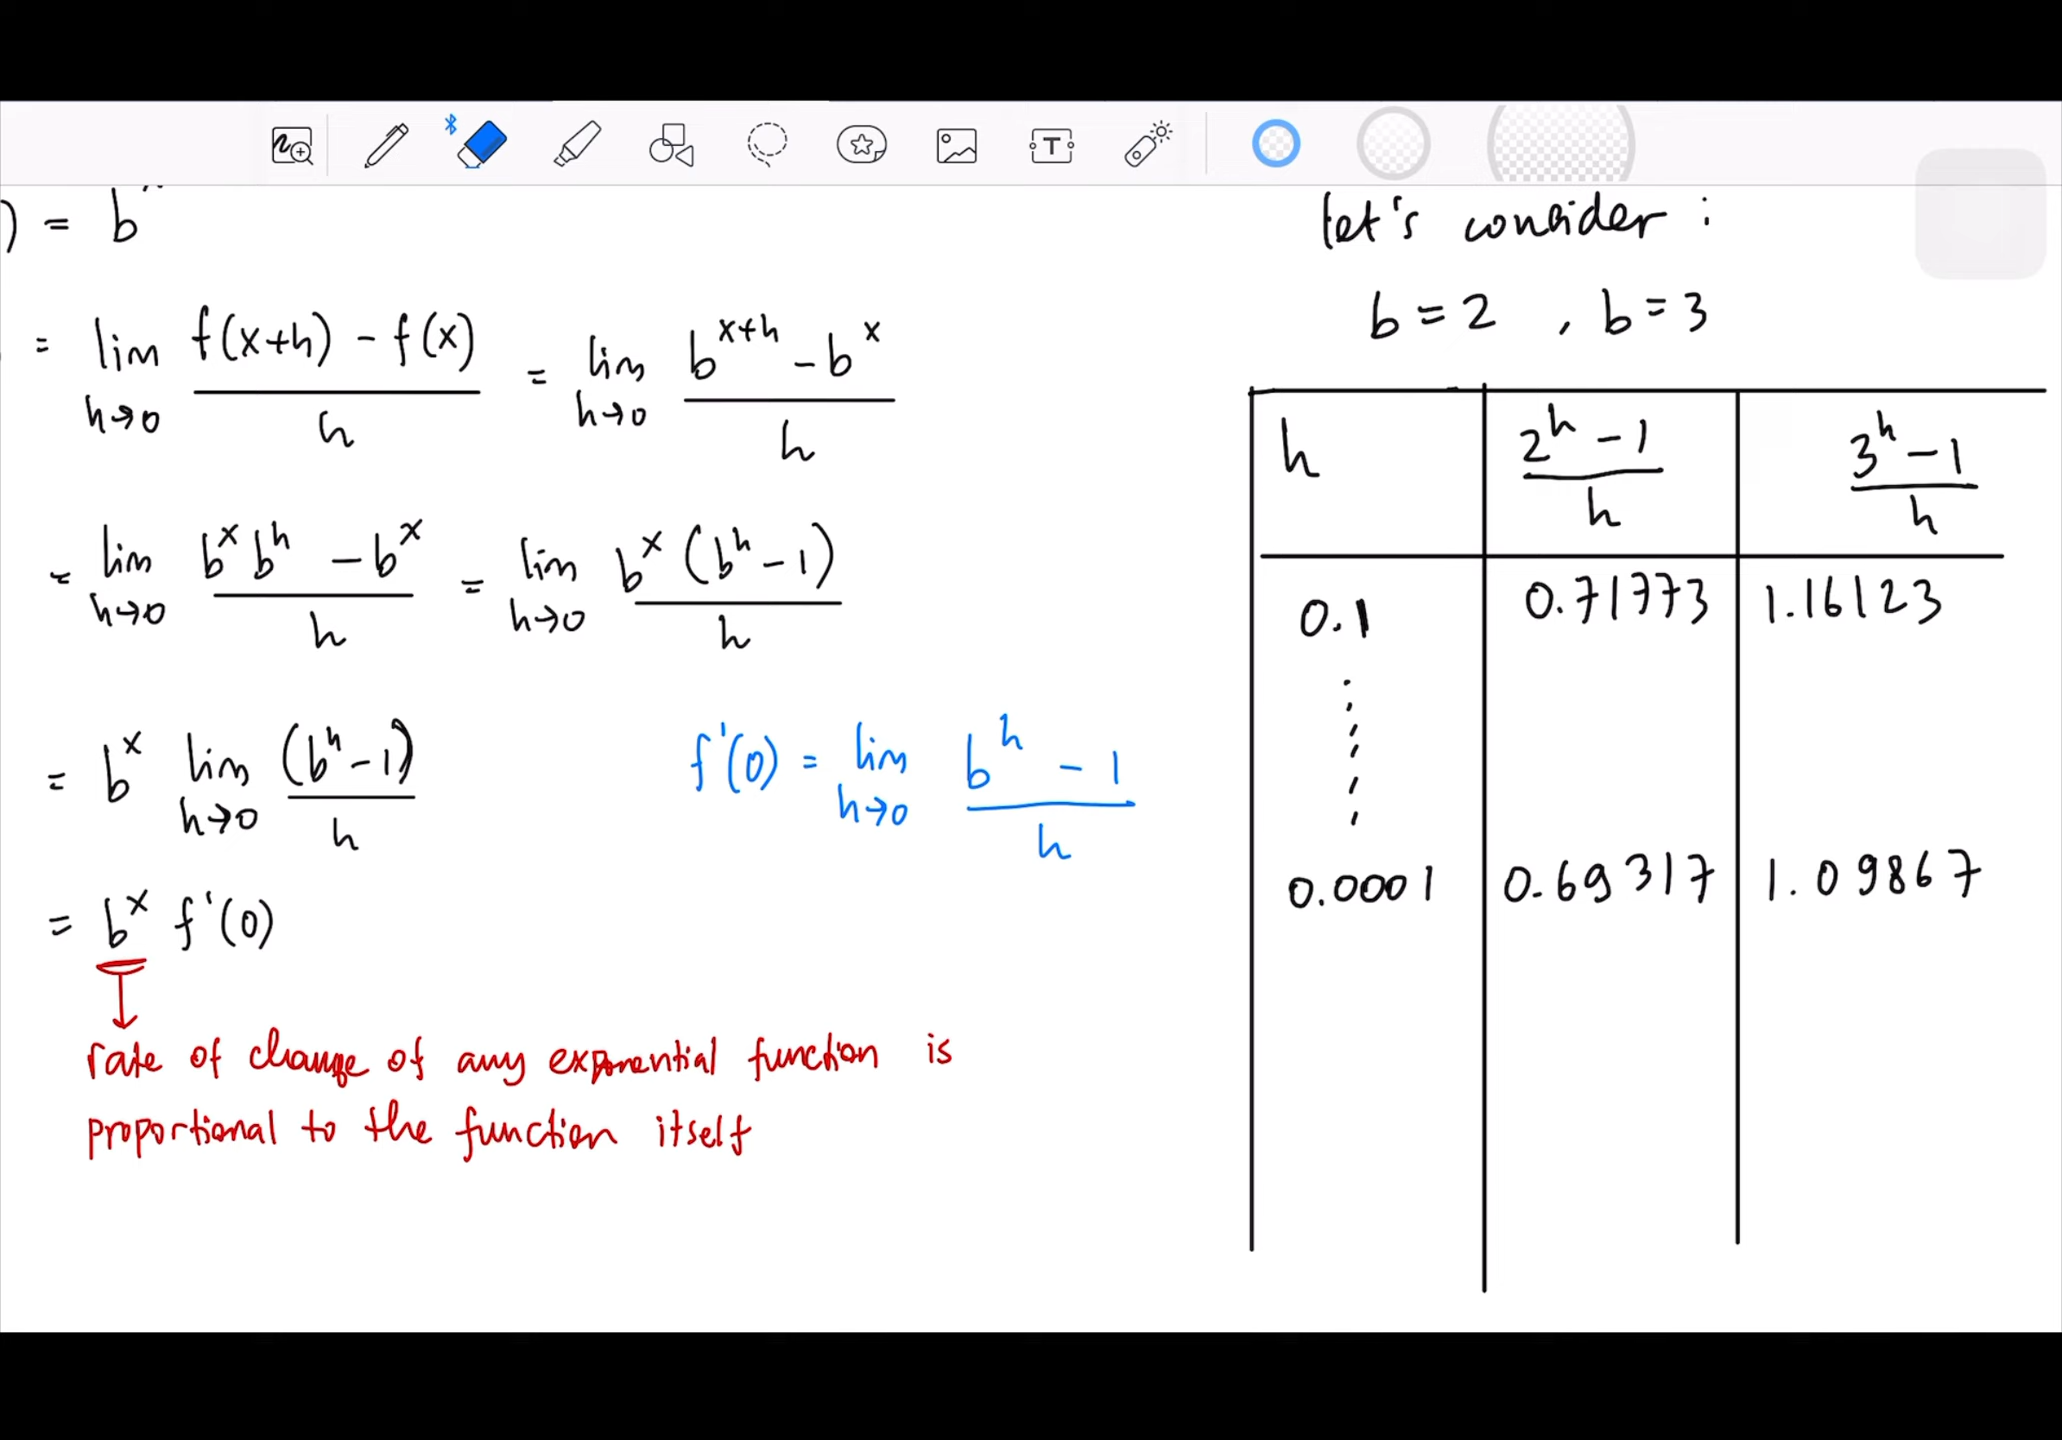 ) = b^x
= lim h→0 (f(x+h) - f(x))/h = lim h→0 (b^(x+h) - b^x)/h
= lim h→0 (b^x b^h - b^x)/h = lim h→0 b^x (b^h - 1)/h
= b^x lim h→0 (b^h - 1)/h
f'(0) = lim h→0 (b^h - 1)/h
= b^x f'(0)
rate of change of any exponential function is
proportional to the function itself
let's consider :
b = 2 , b = 3
h (2^h - 1)/h (3^h - 1)/h
0.1 0.71773 1.16123
0.0001 0.69317 1.09867